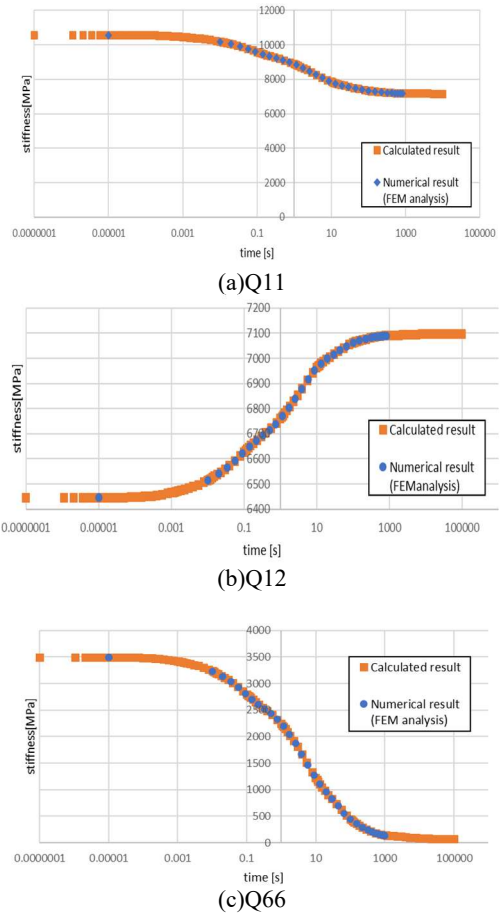 12000
10000
8000
6000
4000
2000
0
stiffness[MPa]
Calculated result
Numerical result
(FEM analysis)
0.0000001 0.00001 0.001 0.1 10 1000 100000
time [s]
(a)Q11
7200
7100
7000
6900
6800
6700
6600
6500
6400
stiffness[MPa]
Calculated result
Numerical result
(FEManalysis)
0.0000001 0.00001 0.001 0.1 10 1000 100000
time [s]
(b)Q12
4000
3500
3000
2500
2000
1500
1000
500
0
stiffness[MPa]
Calculated result
Numerical result
(FEM analysis)
0.0000001 0.00001 0.001 0.1 10 1000 100000
time [s]
(c)Q66